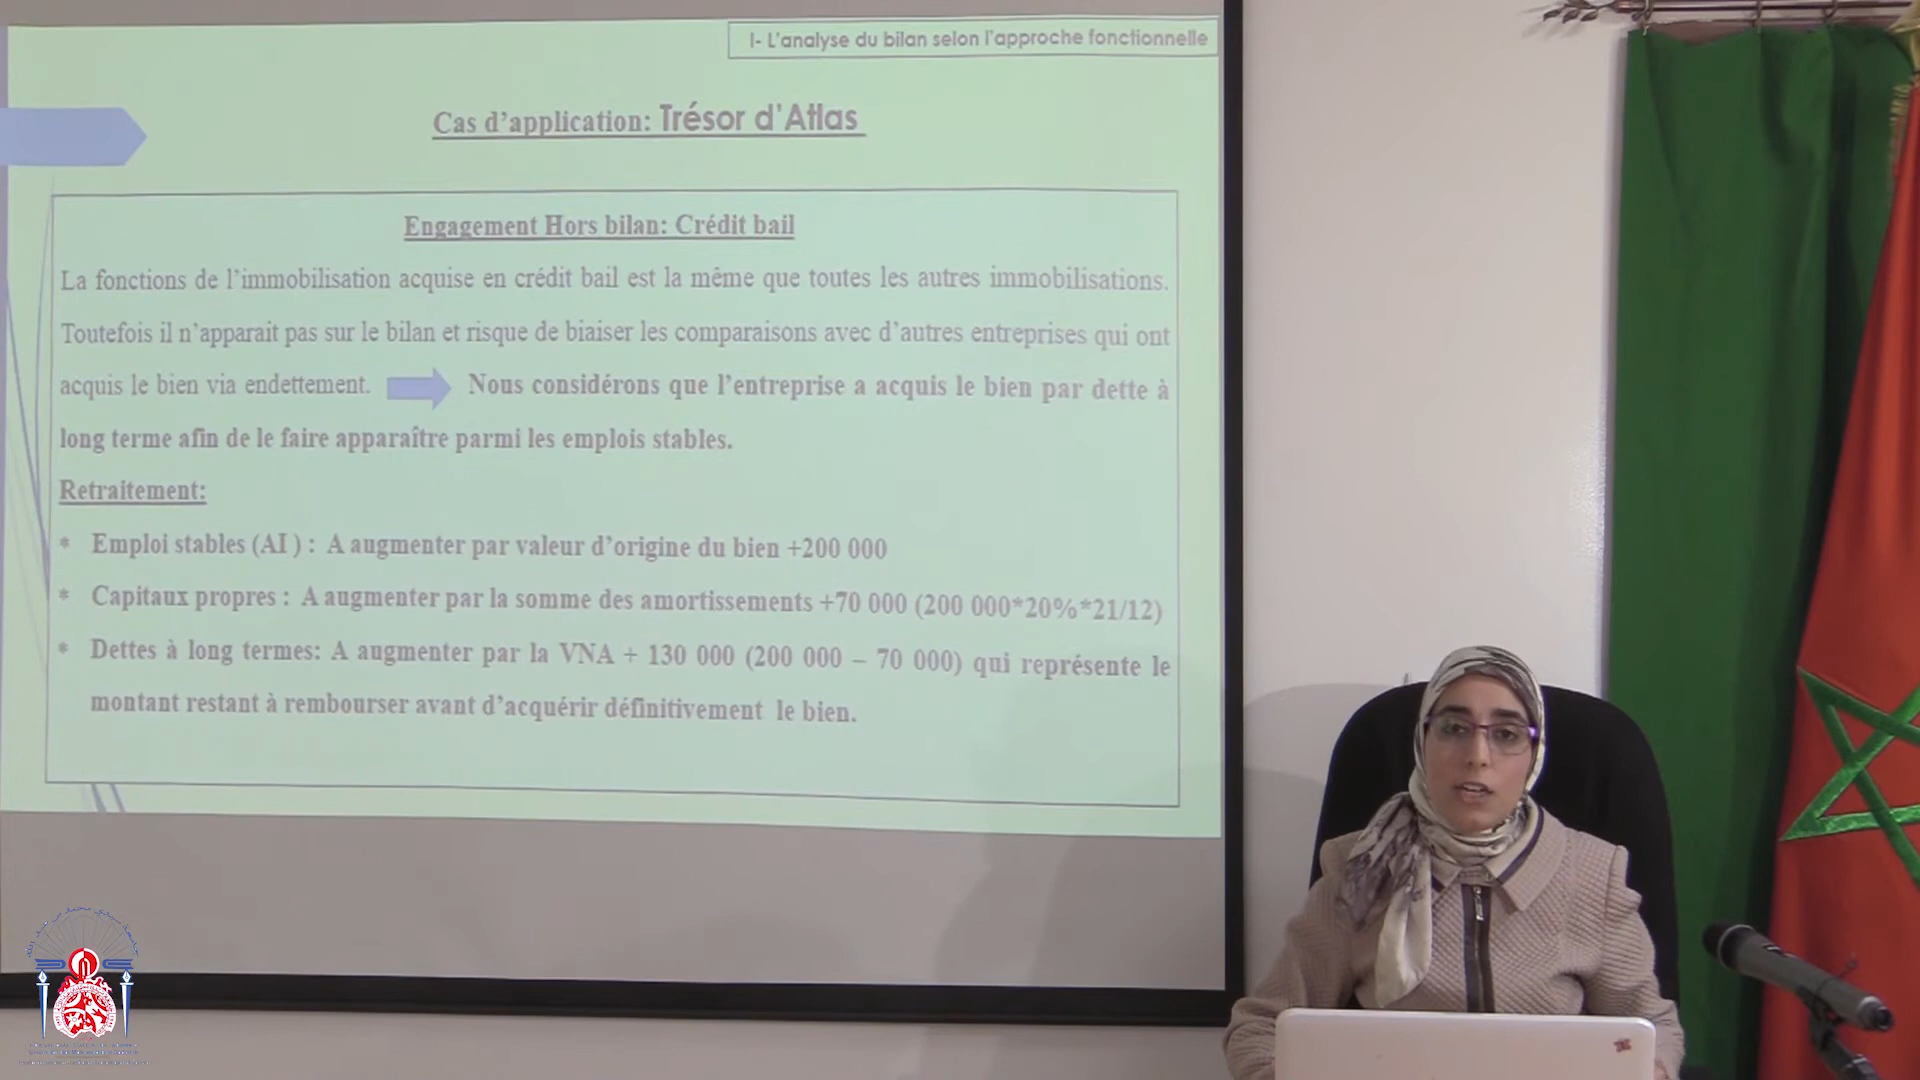 I- L'analyse du bilan selon l'approche fonctionnelle
Cas d'application: Trésor d'Atlas
Engagement Hors bilan: Crédit bail
La fonctions de l'immobilisation acquise en crédit bail est la même que toutes les autres immobilisations.
Toutefois il n'apparait pas sur le bilan et risque de biaiser les comparaisons avec d'autres entreprises qui ont
acquis le bien via endettement. Nous considérons que l'entreprise a acquis le bien par dette à
long terme afin de le faire apparaître parmi les emplois stables.
Retraitement:
* Emploi stables (AI ) : A augmenter par valeur d'origine du bien +200 000
* Capitaux propres : A augmenter par la somme des amortissements +70 000 (200 000*20%*21/12)
* Dettes à long termes: A augmenter par la VNA + 130 000 (200 000 – 70 000) qui représente le
montant restant à rembourser avant d'acquérir définitivement le bien.